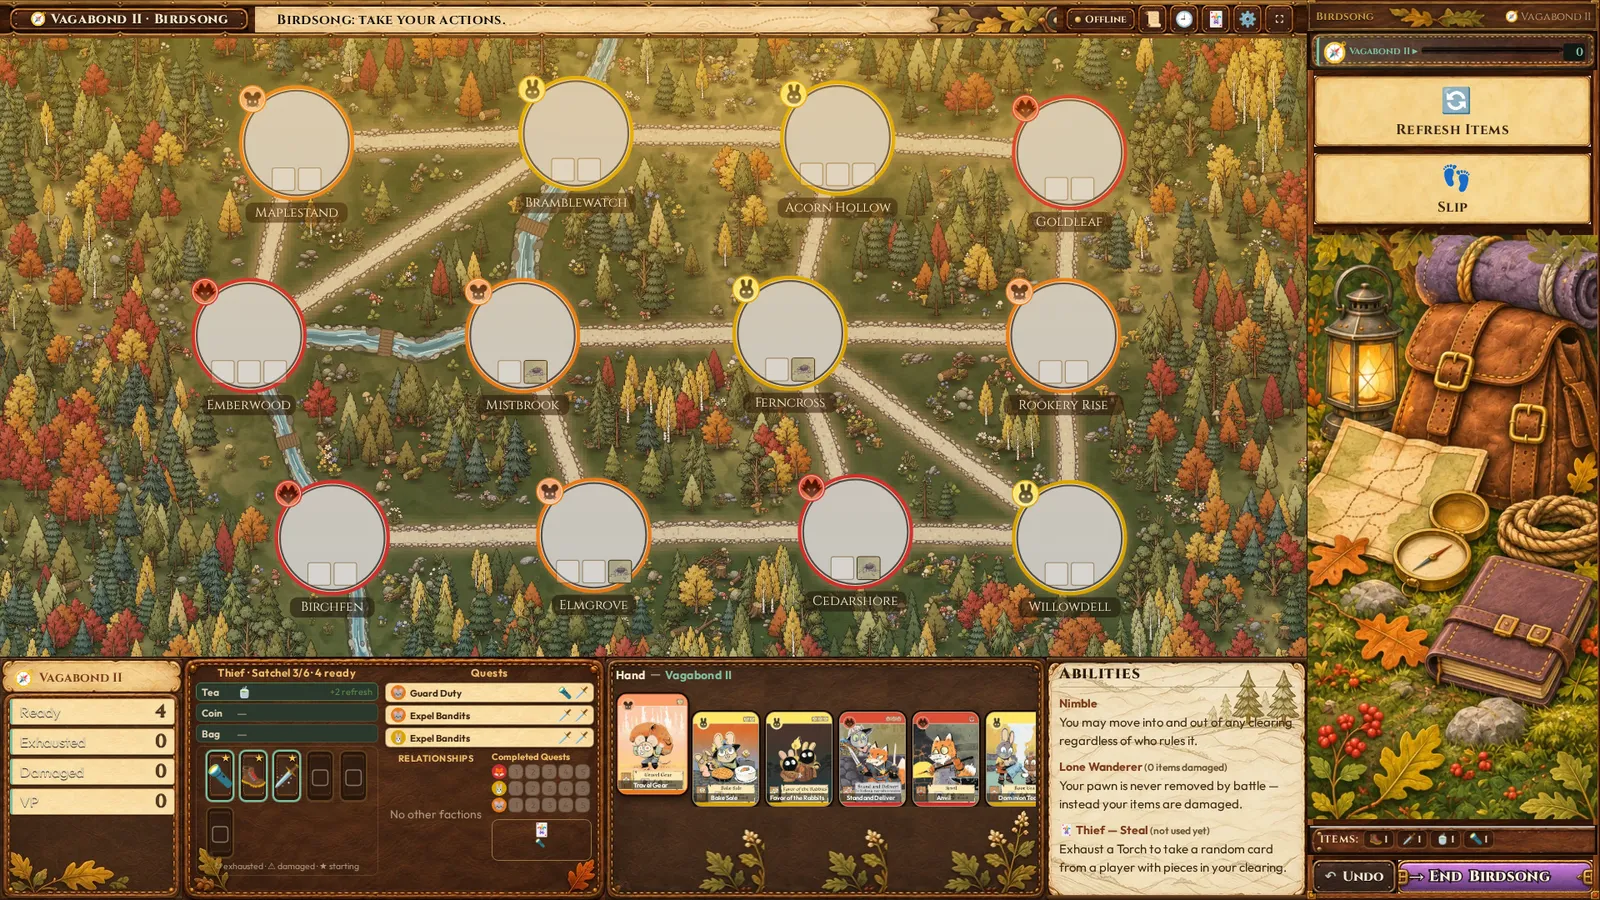 Vagabond II · Birdsong
Birdsong: take your actions.
Offline
Birdsong
Vagabond II
Vagabond II ▸
0
Refresh Items
Slip
Maplestand
Bramblewatch
Acorn Hollow
Goldleaf
Emberwood
Mistbrook
Ferncross
Rookery Rise
Birchfen
Elmgrove
Cedarshore
Willowdell
Vagabond II
Ready 4
Exhausted 0
Damaged 0
VP 0
Thief · Satchel 3/6 · 4 ready
Tea +2 refresh
Coin —
Bag —
exhausted · ⚠ damaged · ★ starting
Quests
Guard Duty
Expel Bandits
Expel Bandits
Relationships
No other factions
Completed Quests
Hand — Vagabond II
Travel Gear
Bake Sale
Favor of the Rabbits
Stand and Deliver
Anvil
Abilities
Nimble
You may move into and out of any clearing
regardless of who rules it.
Lone Wanderer (0 items damaged)
Your pawn is never removed by battle —
instead your items are damaged.
Thief — Steal (not used yet)
Exhaust a Torch to take a random card
from a player with pieces in your clearing.
Items: 1 1 1 1
↶ Undo
→ End Birdsong